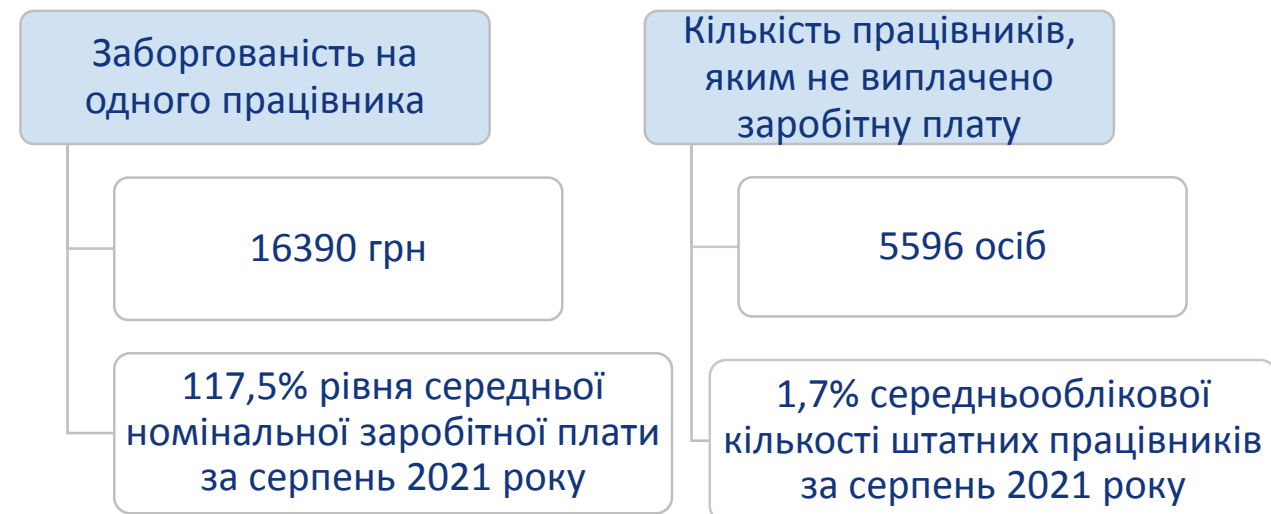 Заборгованість на
одного працівника
16390 грн
117,5% рівня середньої
номінальної заробітної плати
за серпень 2021 року
Кількість працівників,
яким не виплачено
заробітну плату
5596 осіб
1,7% середньооблікової
кількості штатних працівників
за серпень 2021 року